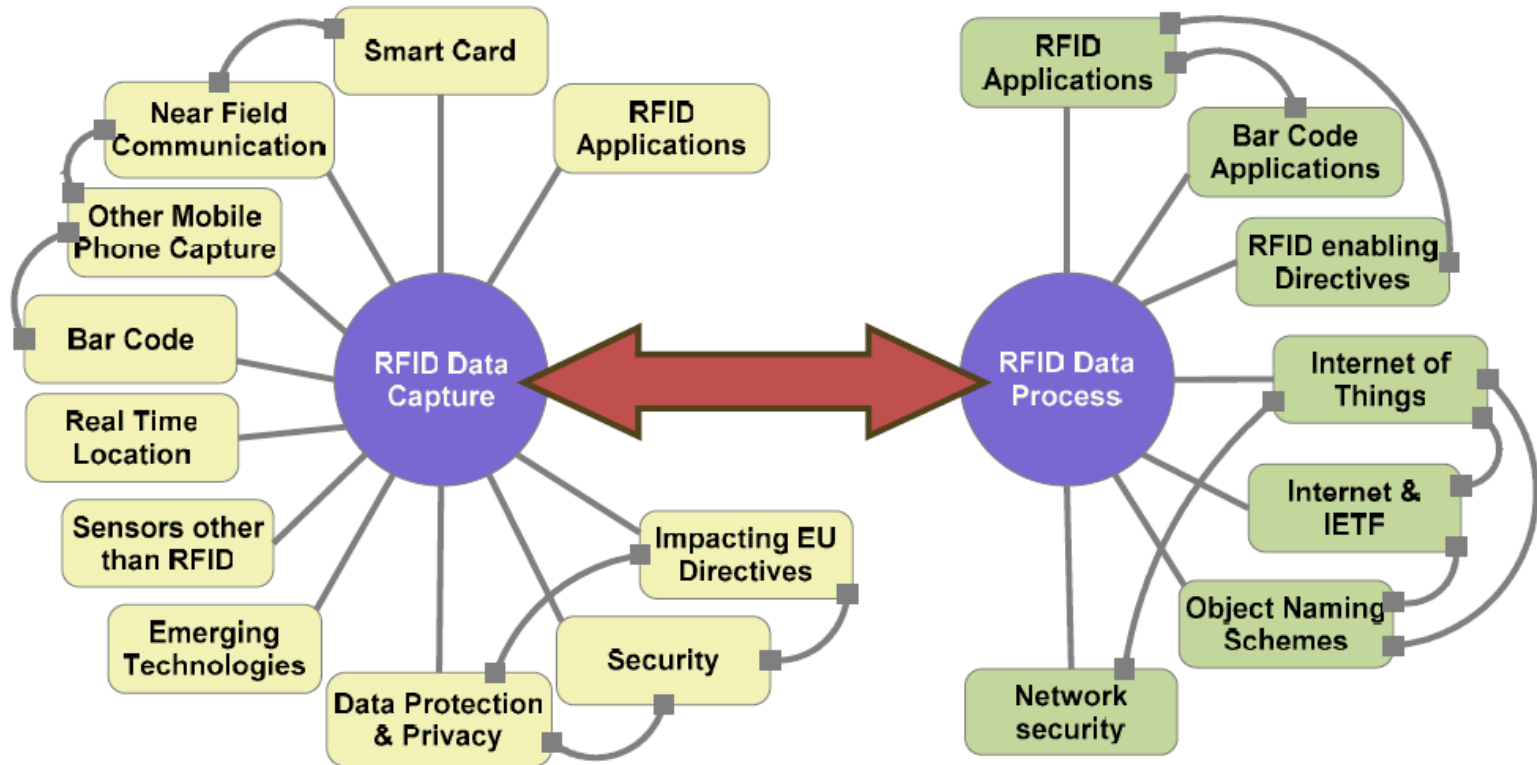 Smart Card
RFID
Applications
Near Field
Communication
Other Mobile
Phone Capture
Bar Code
Real Time
Location
Sensors other
than RFID
Emerging
Technologies
Data Protection
& Privacy
Security
Impacting EU
Directives
RFID Data
Capture
RFID Data
Process
RFID
Applications
Bar Code
Applications
RFID enabling
Directives
Internet of
Things
Internet &
IETF
Object Naming
Schemes
Network
security